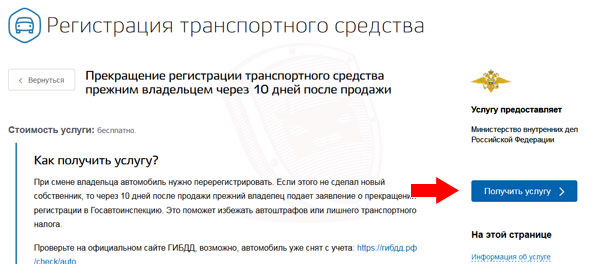 Регистрация транспортного средства
Вернуться
Прекращение регистрации транспортного средства
прежним владельцем через 10 дней после продажи
Стоимость услуги: бесплатно.
Как получить услугу?
При смене владельца автомобиль нужно перерегистрировать. Если этого не сделал новый
собственник, то через 10 дней после продажи прежний владелец подает заявление о прекращени...
регистрации в Госавтоинспекцию. Это поможет избежать автоштрафов или лишнего транспортного
налога.
Проверьте на официальном сайте ГИБДД, возможно, автомобиль уже снят с учета: https://гибдд.рф
/check/auto
Услугу предоставляет
Министерство внутренних дел
Российской Федерации
Получить услугу
На этой странице
Информация об услуге